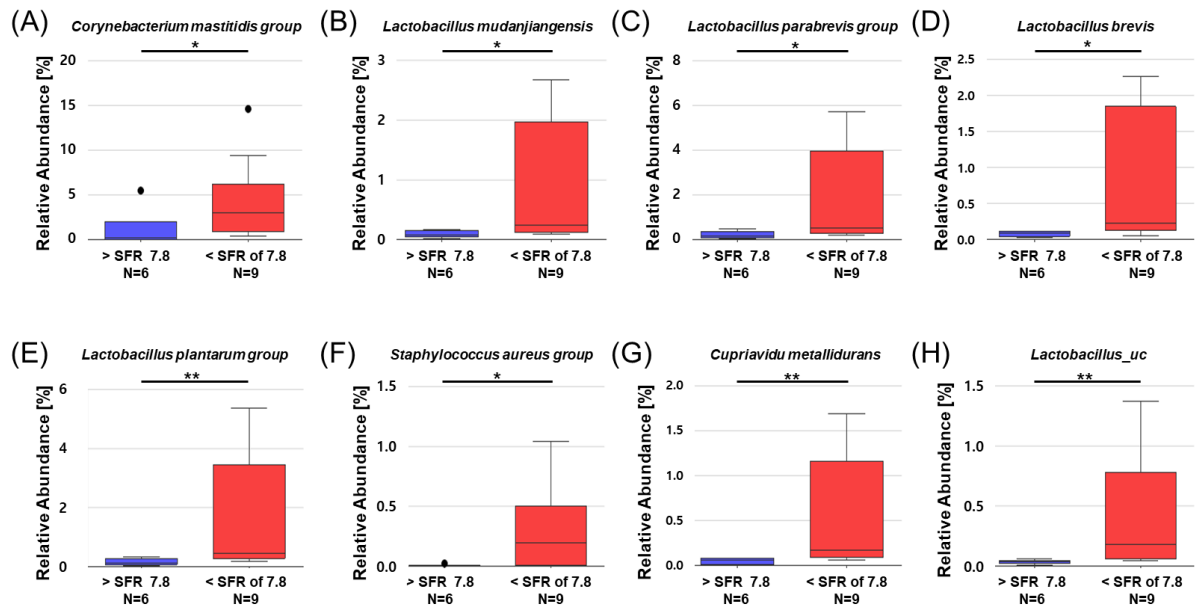 (A) Corynebacterium mastitidis group
*
Relative Abundance [%]
20
15
10
5
0
> SFR 7.8
N=6
< SFR of 7.8
N=9
(B) Lactobacillus mudanjiangensis
*
Relative Abundance [%]
3
2
1
0
> SFR 7.8
N=6
< SFR of 7.8
N=9
(C) Lactobacillus parabrevis group
*
Relative Abundance [%]
8
6
4
2
0
> SFR 7.8
N=6
< SFR of 7.8
N=9
(D) Lactobacillus brevis
*
Relative Abundance [%]
2.5
2.0
1.5
1.0
0.5
0.0
> SFR 7.8
N=6
< SFR of 7.8
N=9
(E) Lactobacillus plantarum group
**
Relative Abundance [%]
6
4
2
0
> SFR 7.8
N=6
< SFR of 7.8
N=9
(F) Staphylococcus aureus group
*
Relative Abundance [%]
1.5
1.0
0.5
0.0
> SFR 7.8
N=6
< SFR of 7.8
N=9
(G) Cupriavidu metallidurans
**
Relative Abundance [%]
2.0
1.5
1.0
0.5
0.0
> SFR 7.8
N=6
< SFR of 7.8
N=9
(H) Lactobacillus_uc
**
Relative Abundance [%]
1.5
1.0
0.5
0.0
> SFR 7.8
N=6
< SFR of 7.8
N=9